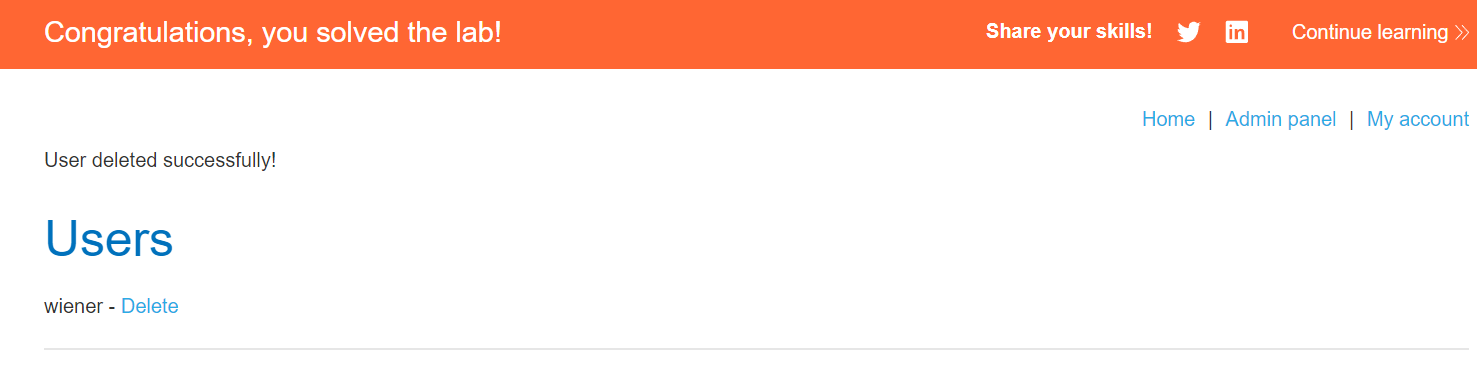 Congratulations, you solved the lab!
Share your skills!
Continue learning
Home | Admin panel | My account
User deleted successfully!
Users
wiener - Delete